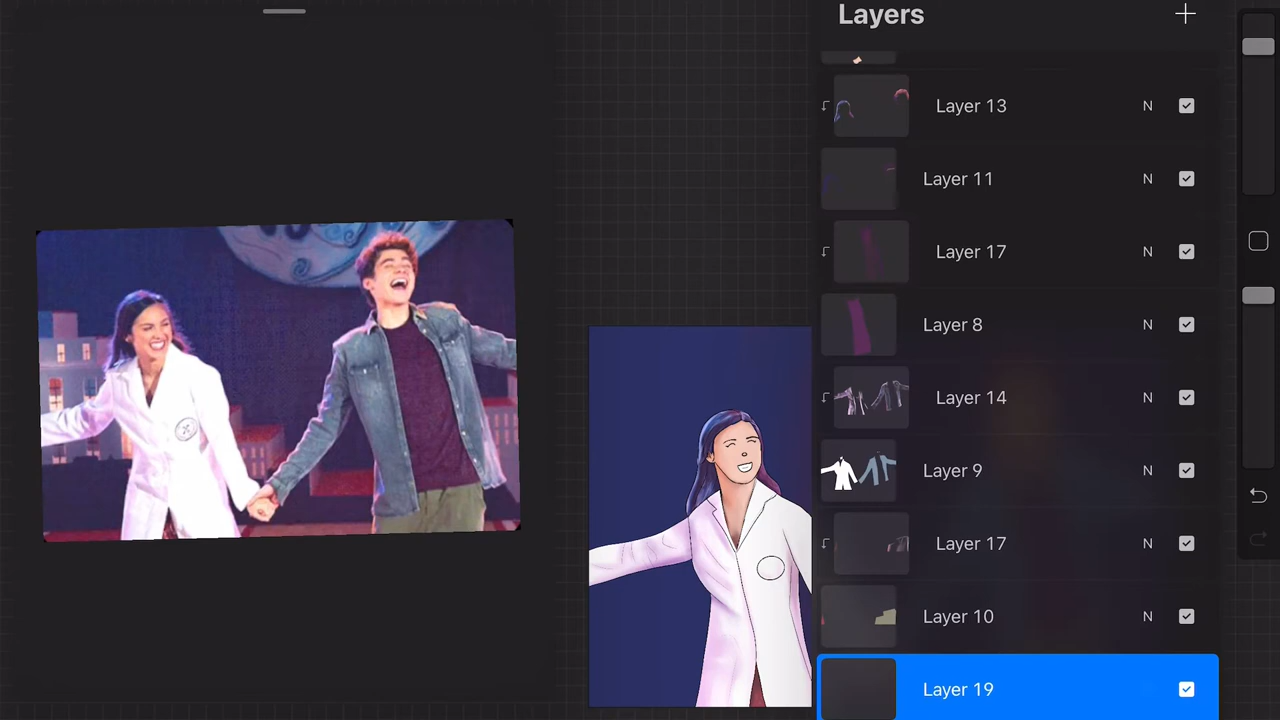 Layers
Layer 13
N
Layer 11
N
Layer 17
N
Layer 8
N
Layer 14
N
Layer 9
N
Layer 17
N
Layer 10
N
Layer 19